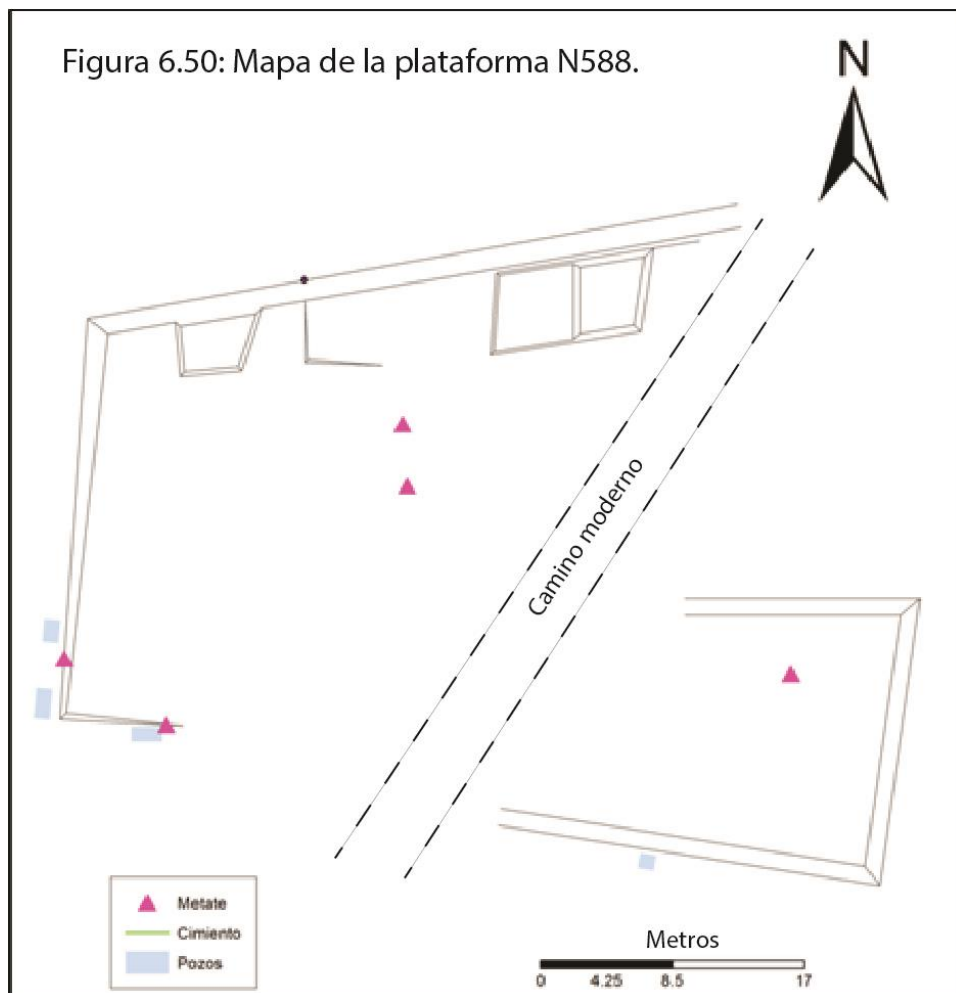 Figura 6.50: Mapa de la plataforma N588.
N
Camino moderno
Metate
Cimiento
Pozos
Metros
0 4.25 8.5 17